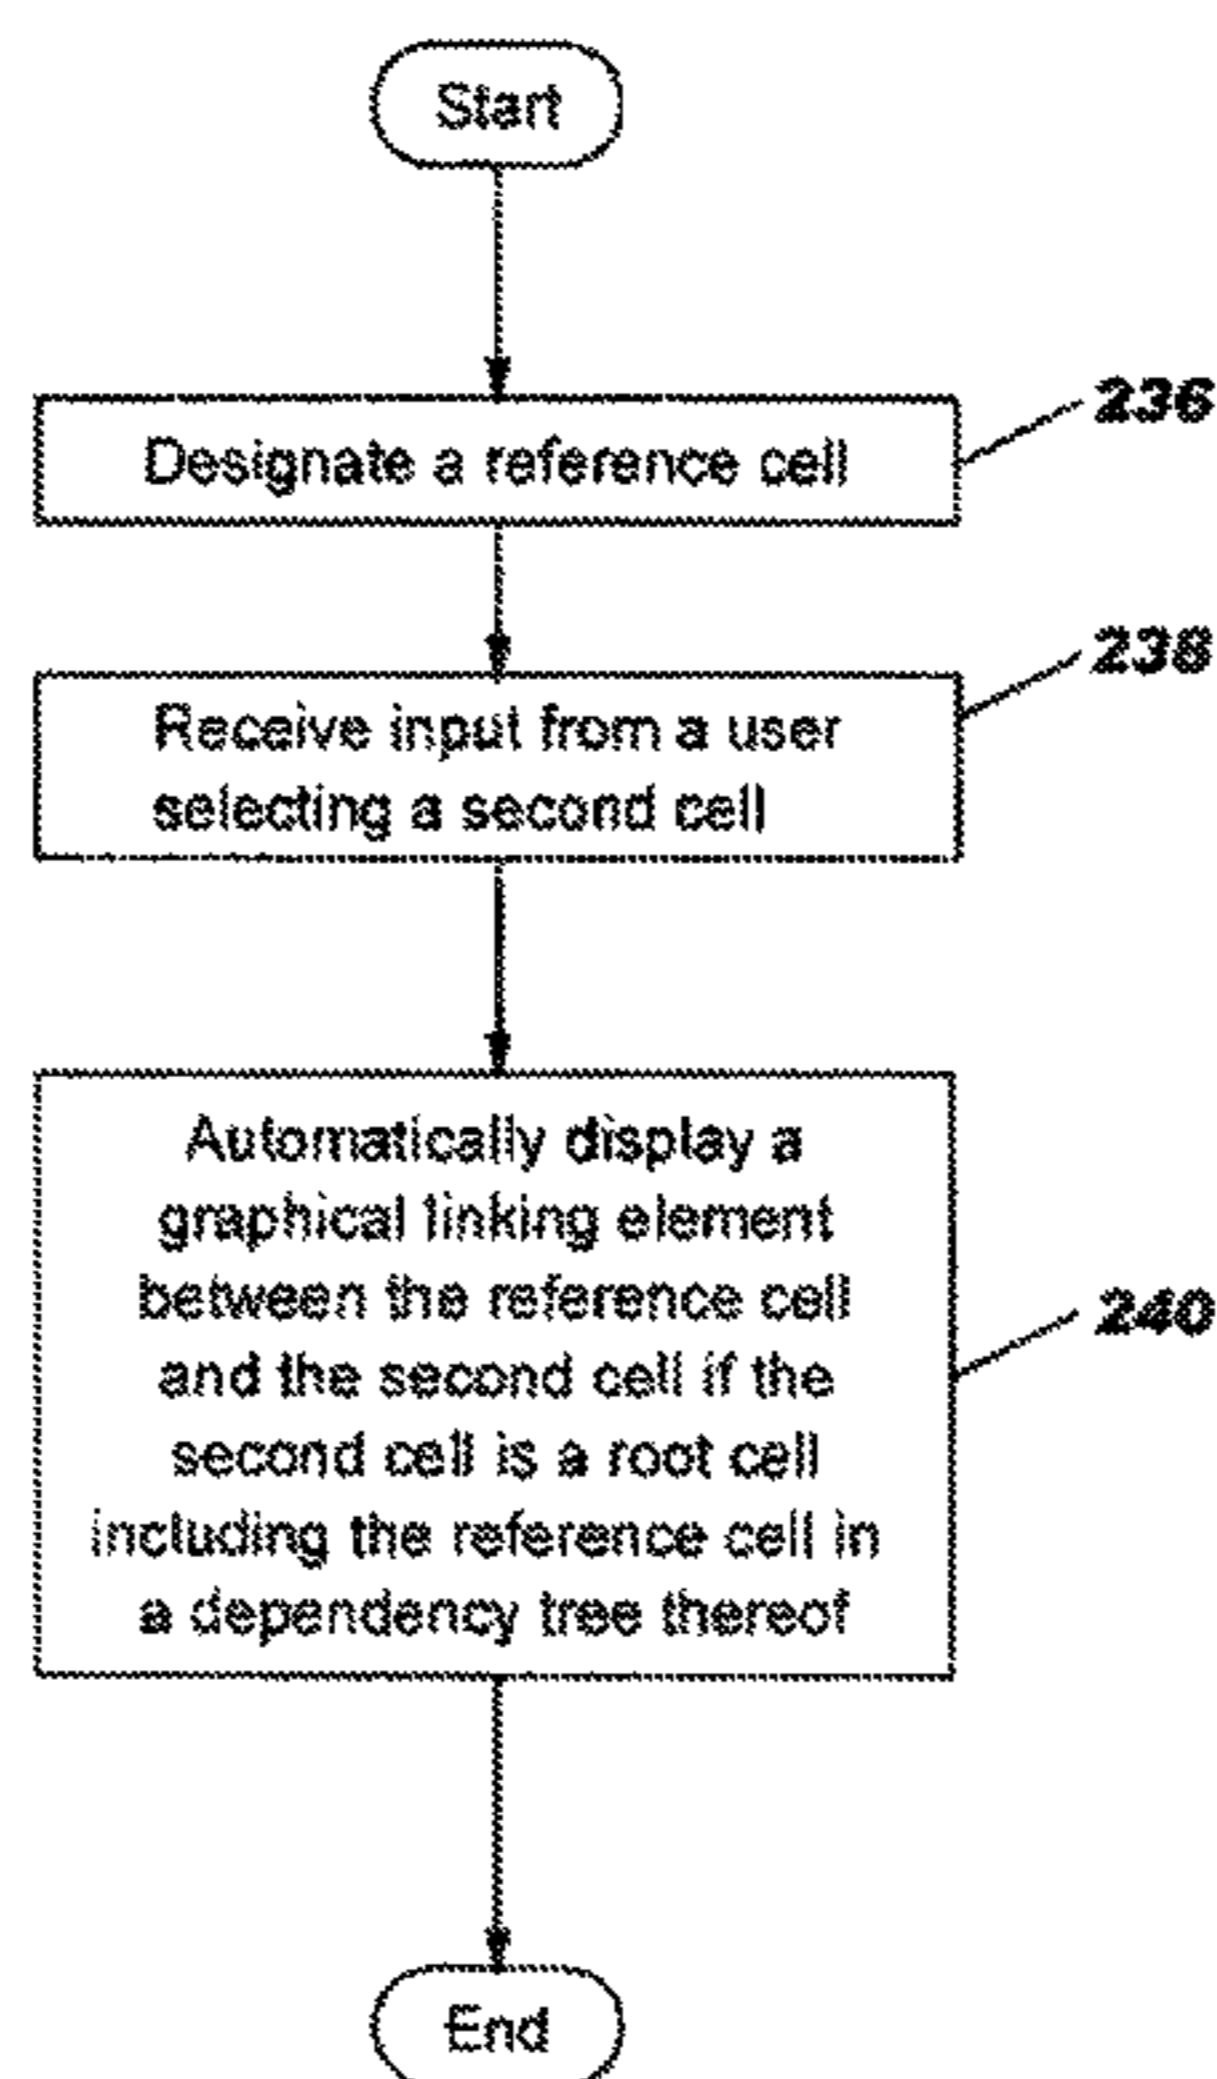 Start
Designate a reference cell
236
Receive input from a user
selecting a second cell
238
Automatically display a
graphical linking element
between the reference cell
and the second cell if the
second cell is a root cell
including the reference cell in
a dependency tree thereof
240
End